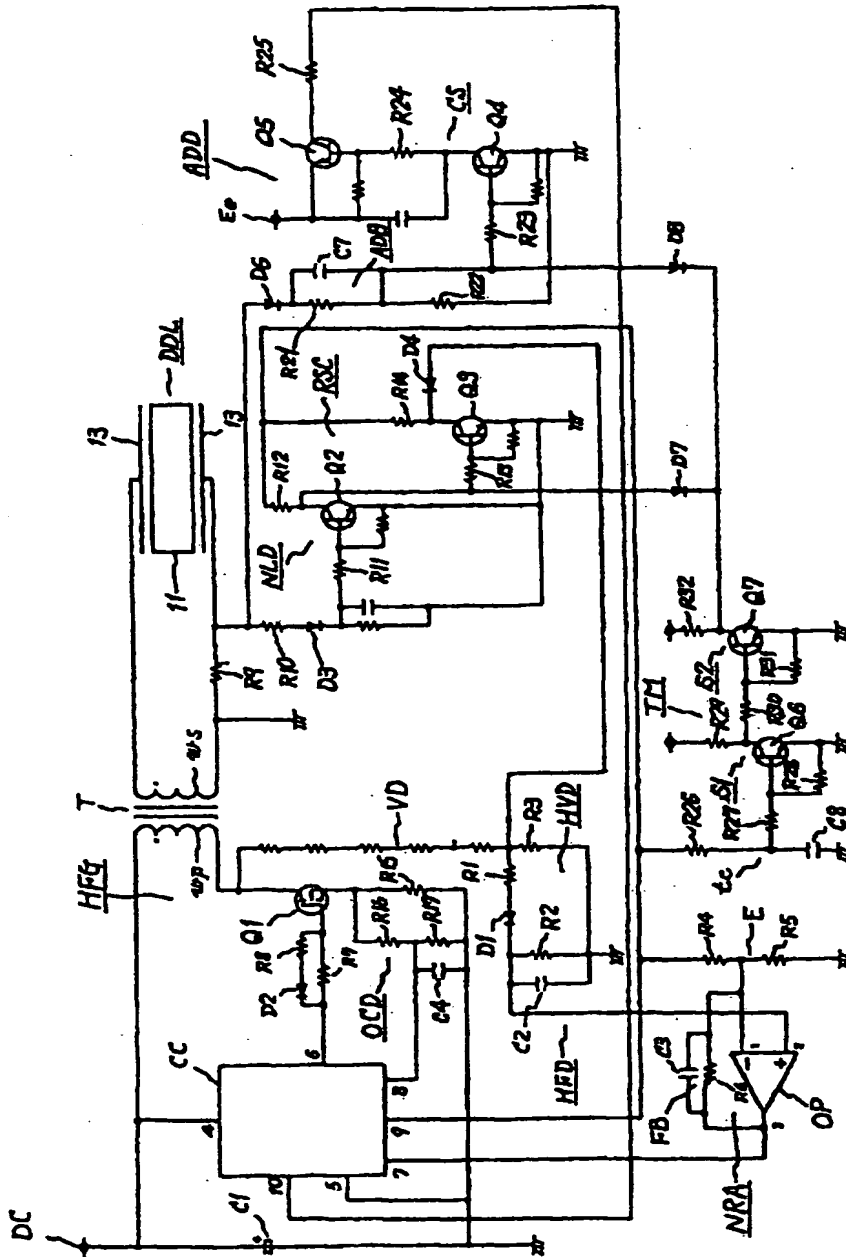 DC
C1
CC
4
10
5
7
9
8
6
HFG
T
wp
ws
Q1
R8
D2
R9
R16
R15
R17
OCD
C4
VD
R1
D1
R2
C2
R3
HVD
HFD
R9
R10
D3
13
11
13
DDL
NLD
R11
R12
Q2
RSC
R14
D4
Q3
R13
D6
C7
R21
ADB
R22
Eo
ADD
Q5
R25
R24
CS
Q4
R23
D7
D8
TM
R26
R27
tc
C8
S1
R28
Q6
R29
R30
S2
R31
Q7
R32
R4
E
R5
C3
FB
R6
NRA
OP
-
+